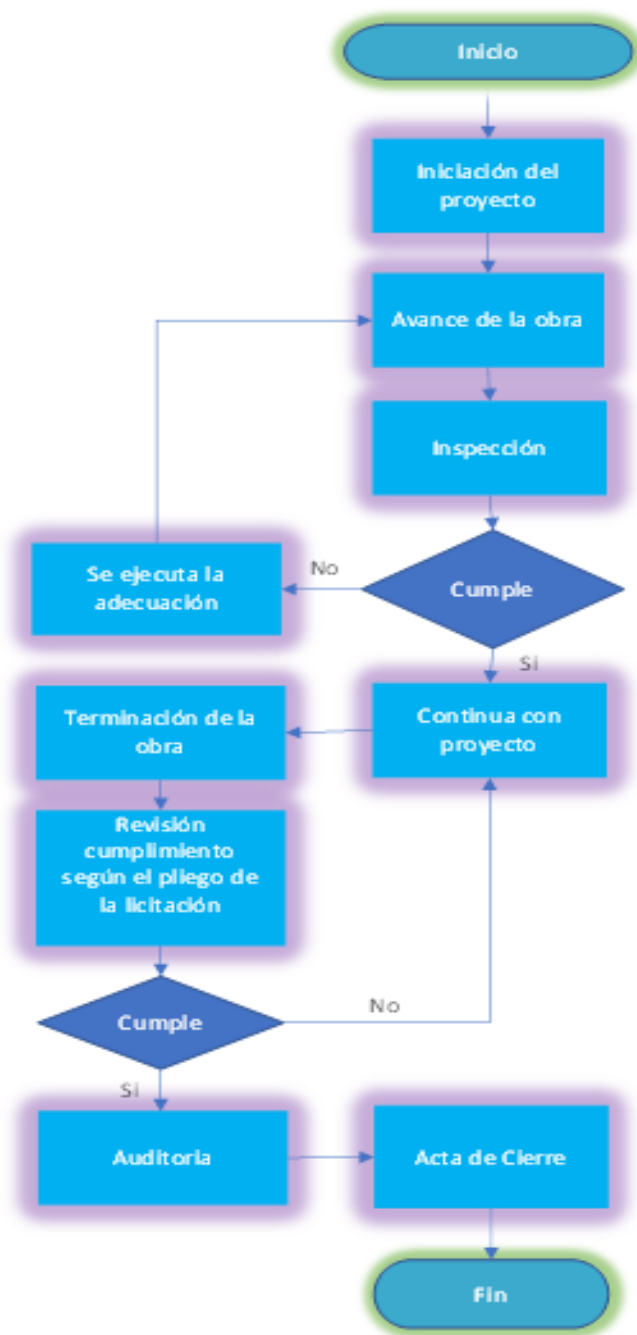 Inicio
Iniciación del
proyecto
Avance de la obra
Inspección
Cumple
No
Se ejecuta la
adecuación
Si
Continua con
proyecto
Terminación de la
obra
Revisión
cumplimiento
según el pliego de
la licitación
Cumple
No
Si
Auditoria
Acta de Cierre
Fin